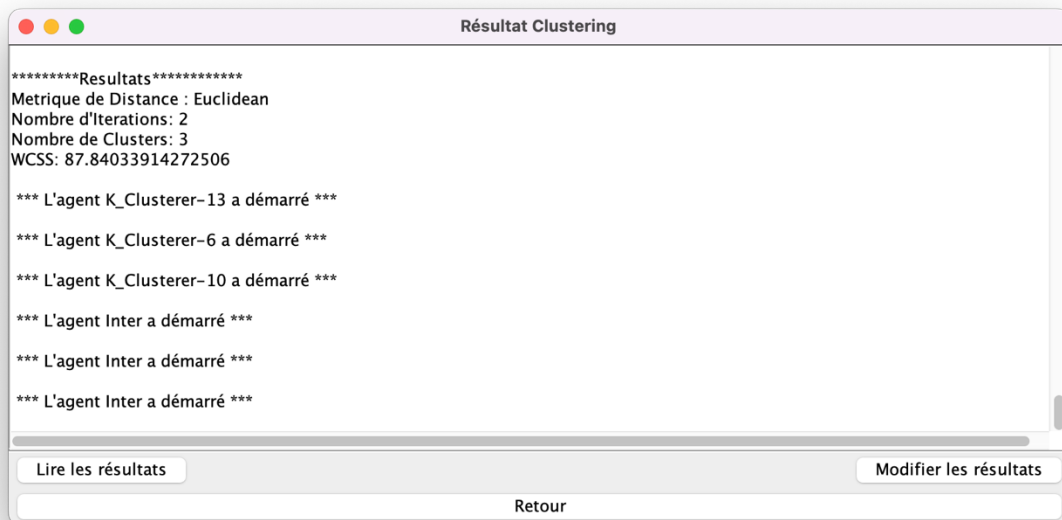 Résultat Clustering
*********Resultats************
Metrique de Distance : Euclidean
Nombre d'Iterations: 2
Nombre de Clusters: 3
WCSS: 87.84033914272506
*** L'agent K_Clusterer-13 a démarré ***
*** L'agent K_Clusterer-6 a démarré ***
*** L'agent K_Clusterer-10 a démarré ***
*** L'agent Inter a démarré ***
*** L'agent Inter a démarré ***
*** L'agent Inter a démarré ***
Lire les résultats
Modifier les résultats
Retour